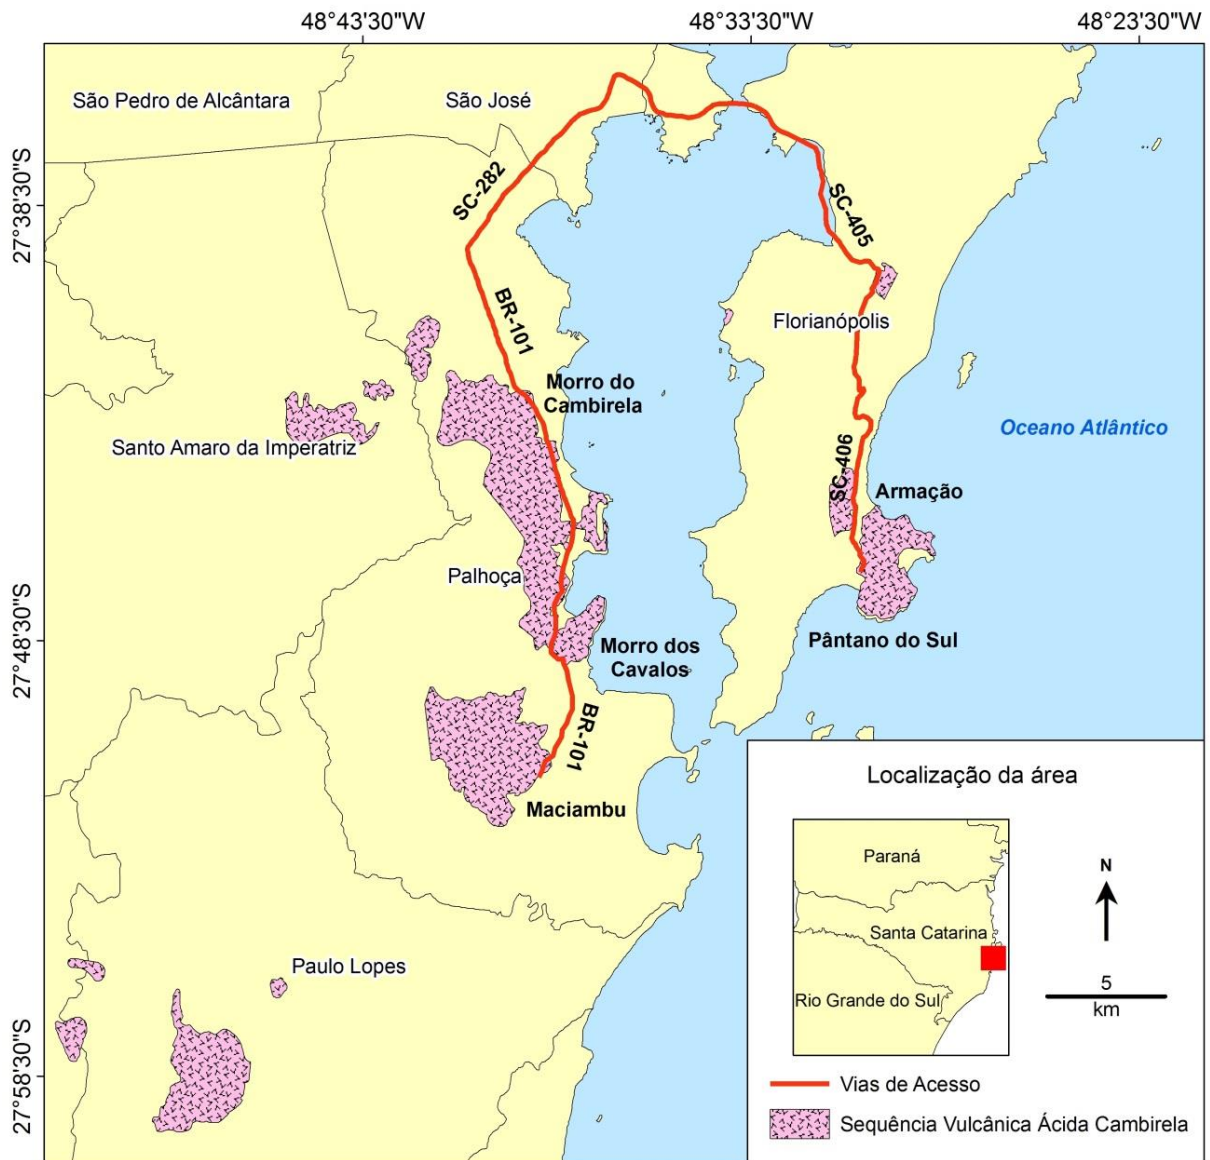 48°43'30"W
48°33'30"W
48°23'30"W
São Pedro de Alcântara
São José
SC-282
SC-405
27°38'30"S
BR-101
Florianópolis
Morro do
Cambirela
Oceano Atlântico
Santo Amaro da Imperatriz
SC-406
Armação
Palhoça
27°48'30"S
Morro dos
Cavalos
Pântano do Sul
BR-101
Maciambu
Localização da área
Paraná
N
Santa Catarina
Paulo Lopes
5
km
Rio Grande do Sul
27°58'30"S
Vias de Acesso
Sequência Vulcânica Ácida Cambirela